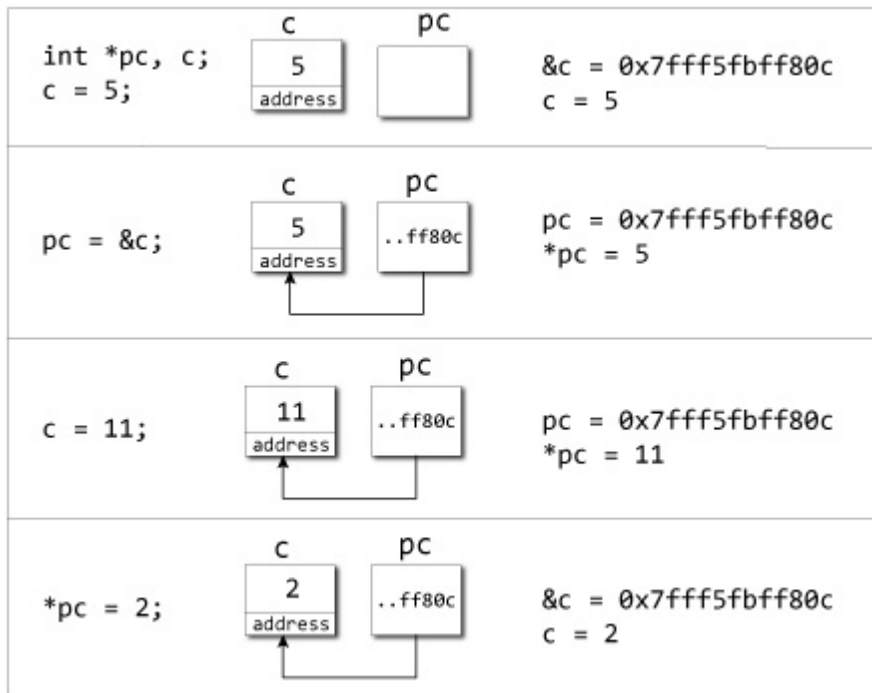 c pc
int *pc, c;
c = 5;
5
address
&c = 0x7fff5fbff80c
c = 5
c pc
pc = &c;
5
address
..ff80c
pc = 0x7fff5fbff80c
*pc = 5
c pc
c = 11;
11
address
..ff80c
pc = 0x7fff5fbff80c
*pc = 11
c pc
*pc = 2;
2
address
..ff80c
&c = 0x7fff5fbff80c
c = 2